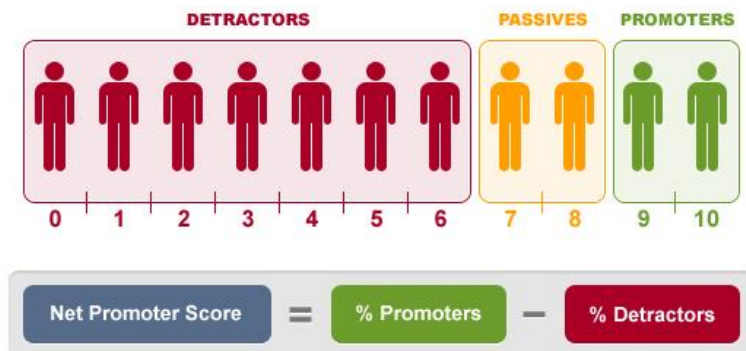 DETRACTORS PASSIVES PROMOTERS
0 1 2 3 4 5 6 7 8 9 10
Net Promoter Score = % Promoters − % Detractors